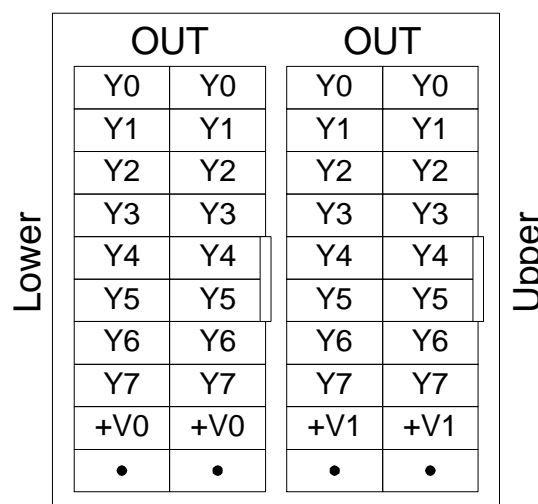 OUT OUT
Y0 Y0 Y0 Y0
Y1 Y1 Y1 Y1
Y2 Y2 Y2 Y2
Y3 Y3 Y3 Y3
Y4 Y4 Y4 Y4
Y5 Y5 Y5 Y5
Y6 Y6 Y6 Y6
Y7 Y7 Y7 Y7
+V0 +V0 +V1 +V1
• • • •
Lower
Upper